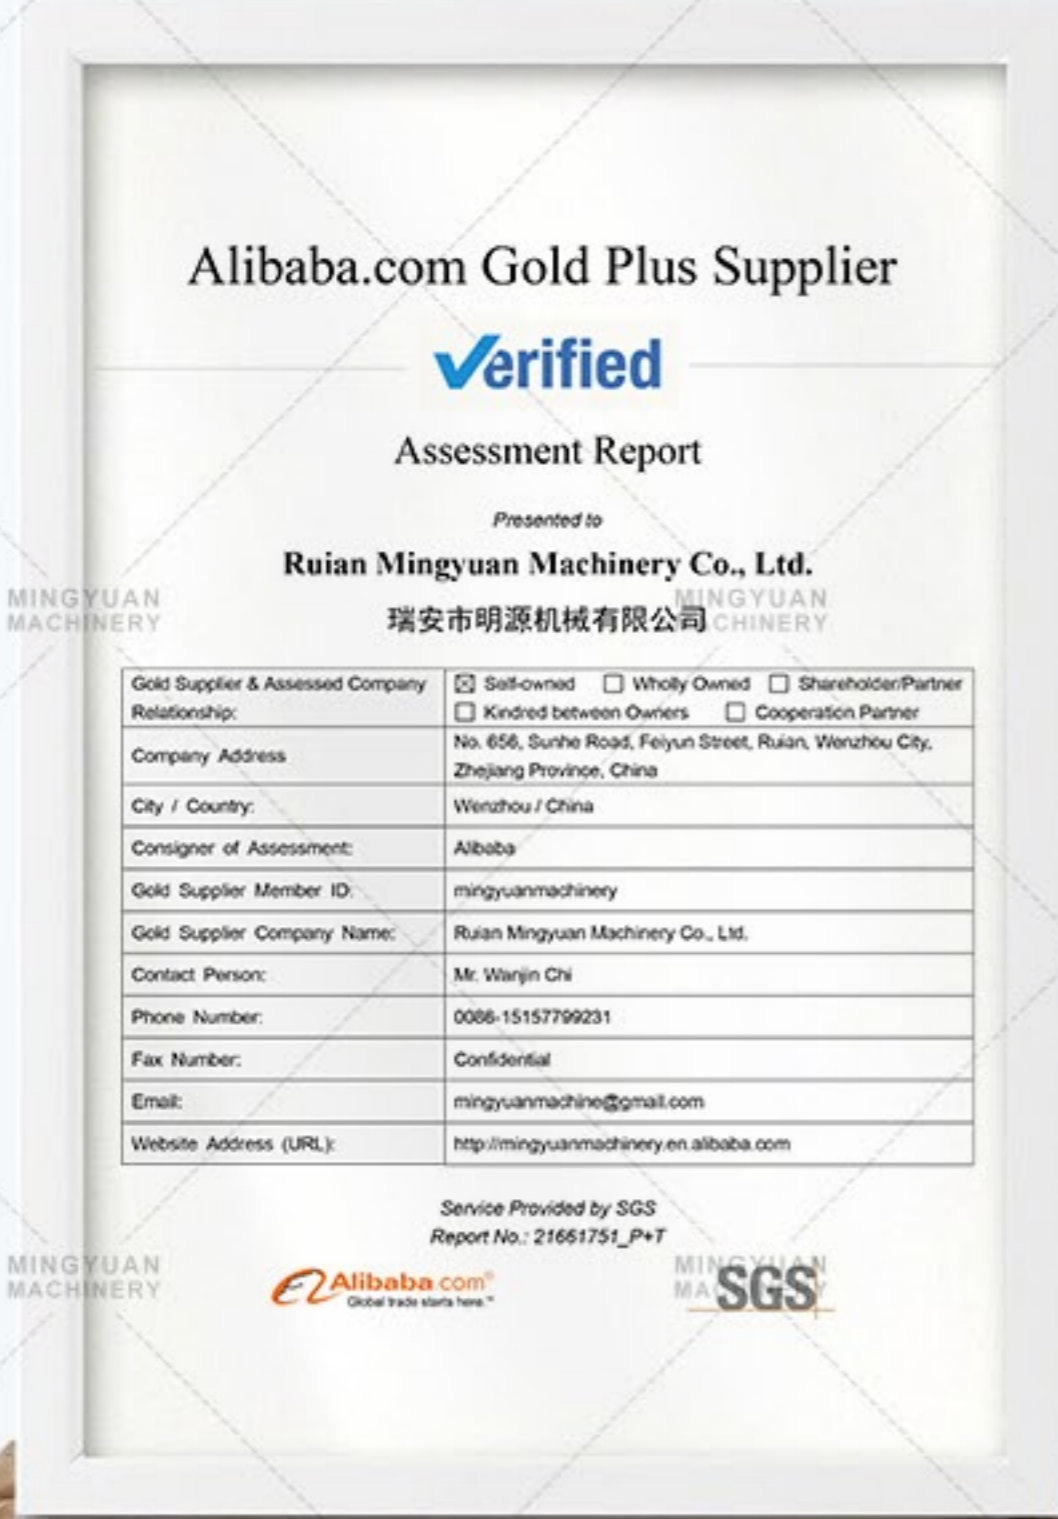 Alibaba.com Gold Plus Supplier
Verified
Assessment Report
Presented to
Ruian Mingyuan Machinery Co., Ltd.
瑞安市明源机械有限公司
MINGYUAN MACHINERY
MINGYUAN MACHINERY
Gold Supplier & Assessed Company Relationship: ☒ Self-owned ☐ Wholly Owned ☐ Shareholder/Partner ☐ Kindred between Owners ☐ Cooperation Partner
Company Address No. 656, Sunhe Road, Feiyun Street, Ruian, Wenzhou City, Zhejiang Province, China
City / Country: Wenzhou / China
Consigner of Assessment: Alibaba
Gold Supplier Member ID: mingyuanmachinery
Gold Supplier Company Name: Ruian Mingyuan Machinery Co., Ltd.
Contact Person: Mr. Wanjin Chi
Phone Number: 0086-15157799231
Fax Number: Confidential
Email: mingyuanmachine@gmail.com
Website Address (URL): http://mingyuanmachinery.en.alibaba.com
Service Provided by SGS
Report No.: 21661751_P+T
MINGYUAN MACHINERY
Alibaba.com®
Global trade starts here.™
MINGYUAN MACHINERY
SGS